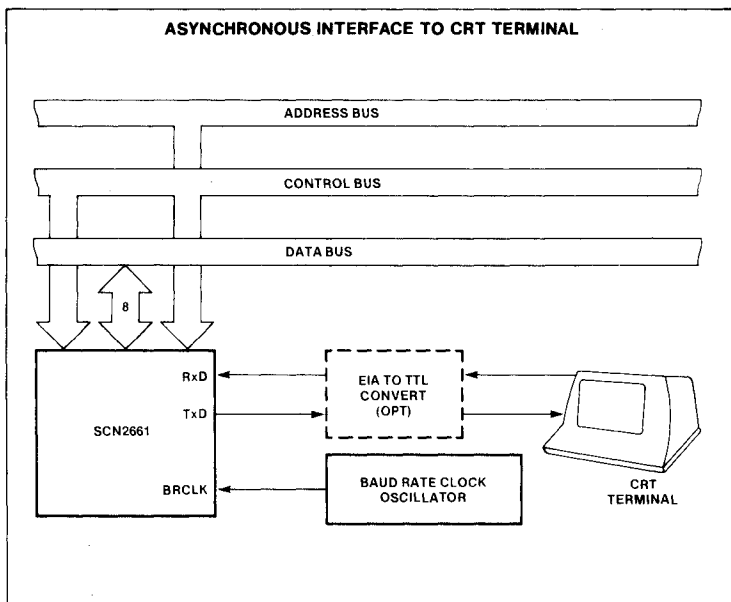 ASYNCHRONOUS INTERFACE TO CRT TERMINAL
ADDRESS BUS
CONTROL BUS
DATA BUS
8
RxD
TxD
SCN2661
BRCLK
EIA TO TTL
CONVERT
(OPT)
BAUD RATE CLOCK
OSCILLATOR
CRT
TERMINAL